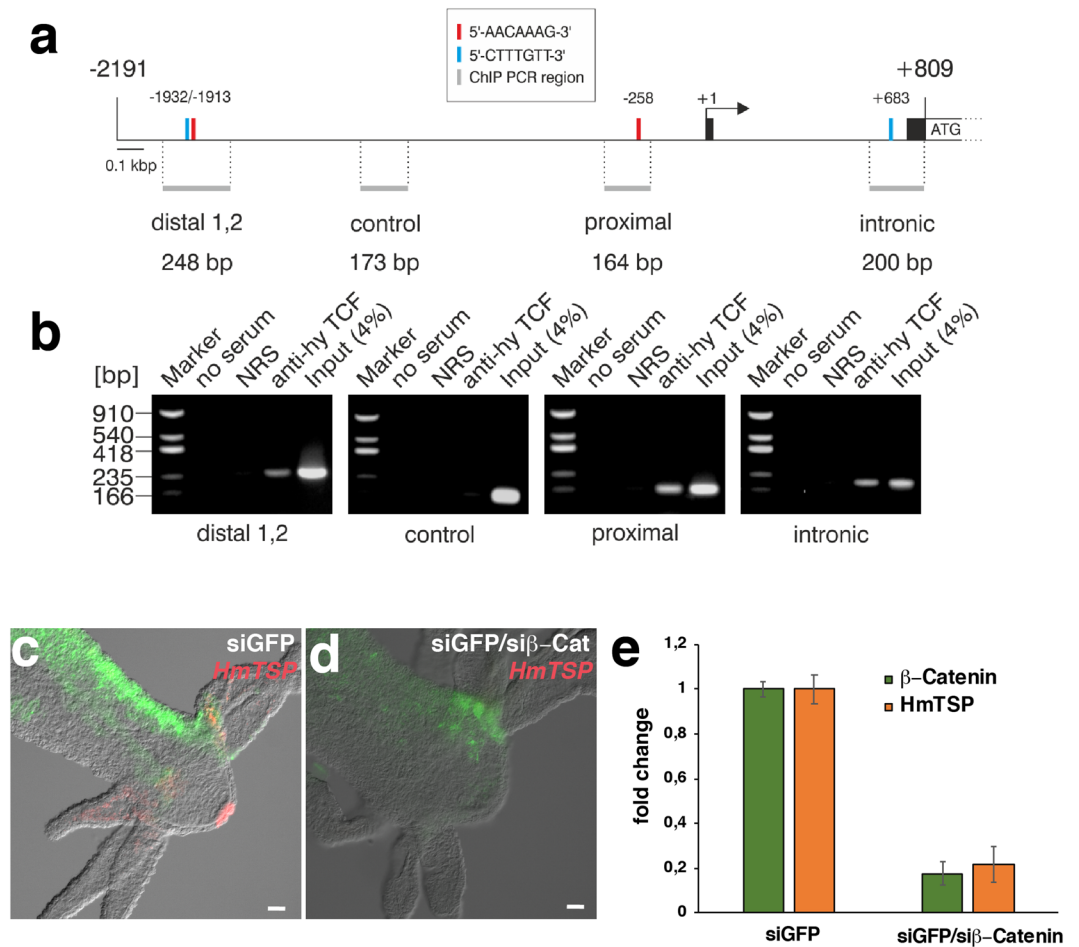 a
5'-AACAAAG-3'
5'-CTTTGTT-3'
ChIP PCR region
-2191
+809
-1932/-1913
-258
+1
+683
ATG
0.1 kbp
distal 1,2
control
proximal
intronic
248 bp
173 bp
164 bp
200 bp
b
[bp]
Marker
no serum
NRS
anti-hy TCF
Input (4%)
Marker
no serum
NRS
anti-hy TCF
Input (4%)
Marker
no serum
NRS
anti-hy TCF
Input (4%)
Marker
no serum
NRS
anti-hy TCF
Input (4%)
910
540
418
235
166
distal 1,2
control
proximal
intronic
c
siGFP
HmTSP
d
siGFP/siβ−Cat
HmTSP
e
fold change
1,2
1
0,8
0,6
0,4
0,2
0
β−Catenin
HmTSP
siGFP
siGFP/siβ−Catenin